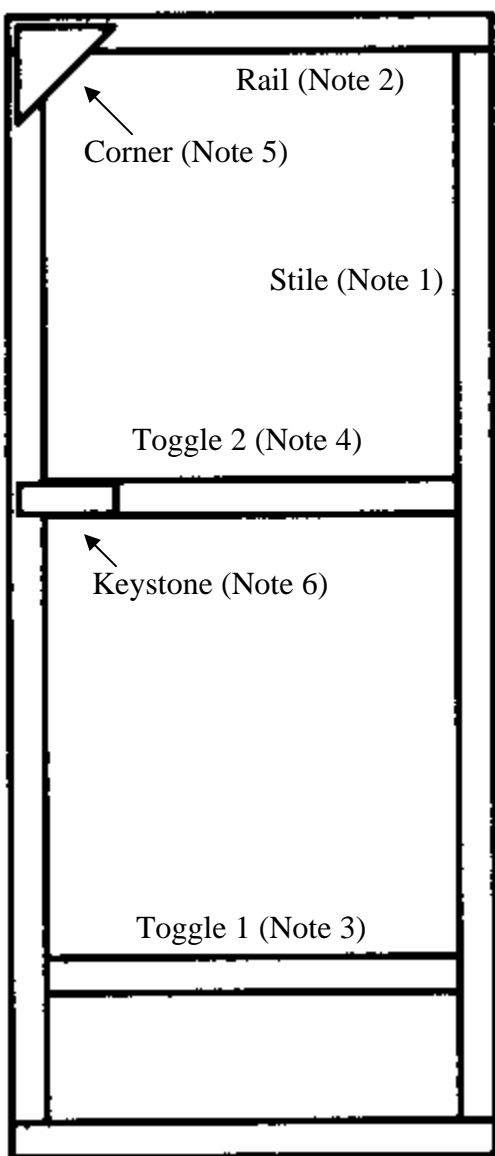 Rail (Note 2)
Corner (Note 5)
Stile (Note 1)
Toggle 2 (Note 4)
Keystone (Note 6)
Toggle 1 (Note 3)